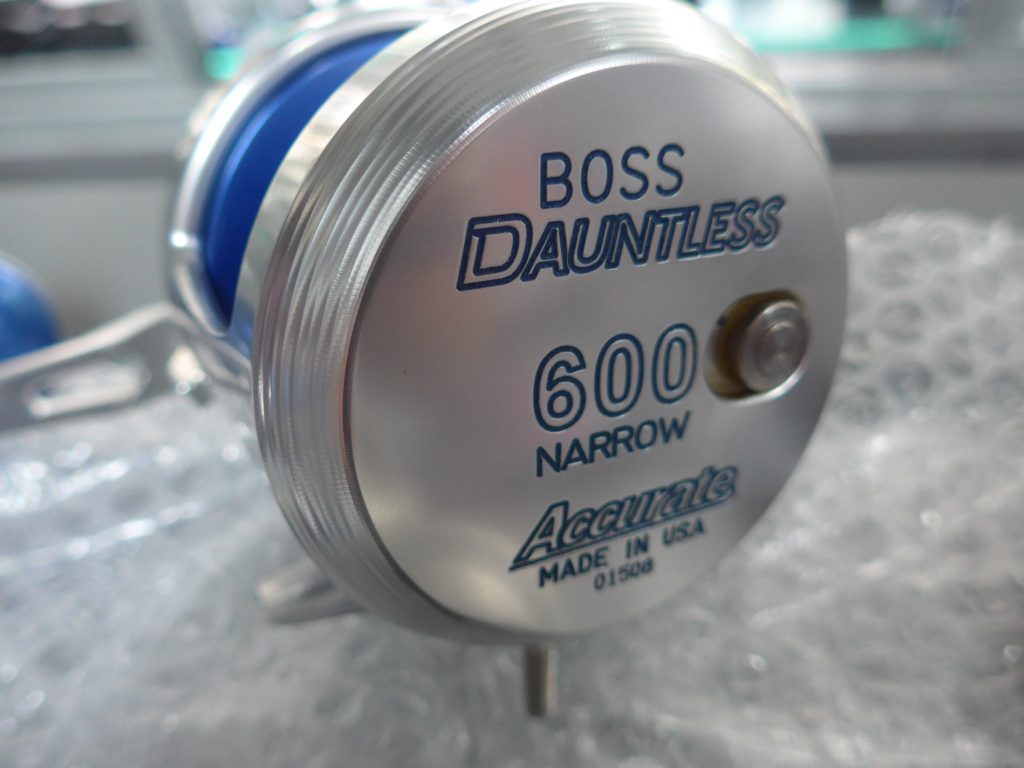 BOSS
DAUNTLESS
600
NARROW
Accurate
MADE IN USA
01508